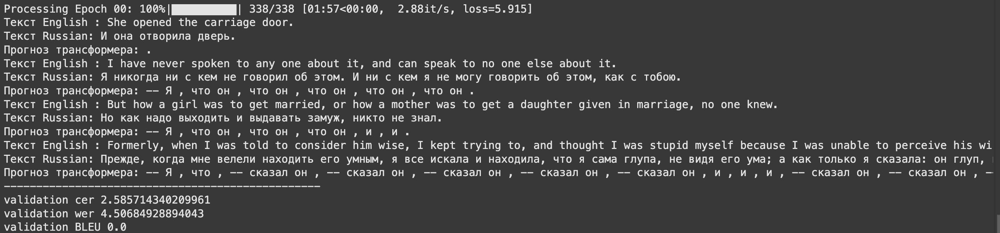 Processing Epoch 00: 100%|██████████| 338/338 [01:57<00:00,  2.88it/s, loss=5.915]
Текст English : She opened the carriage door.
Текст Russian: И она отворила дверь.
Прогноз трансформера: .
Текст English : I have never spoken to any one about it, and can speak to no one else about it.
Текст Russian: Я никогда ни с кем не говорил об этом. И ни с кем я не могу говорить об этом, как с тобою.
Прогноз трансформера: -- Я , что он , что он , что он , что он , что он .
Текст English : But how a girl was to get married, or how a mother was to get a daughter given in marriage, no one knew.
Текст Russian: Но как надо выходить и выдавать замуж, никто не знал.
Прогноз трансформера: -- Я , что он , что он , что он , и , и .
Текст English : Formerly, when I was told to consider him wise, I kept trying to, and thought I was stupid myself because I was unable to perceive his wi
Текст Russian: Прежде, когда мне велели находить его умным, я все искала и находила, что я сама глупа, не видя его ума; а как только я сказала: он глуп,
Прогноз трансформера: -- Я , что , -- сказал он , -- сказал он , -- сказал он , -- сказал он , -- сказал он , и , и , и , -- сказал он , -- сказал он , --
-------------------------------------------------
validation cer 2.585714340209961
validation wer 4.50684928894043
validation BLEU 0.0